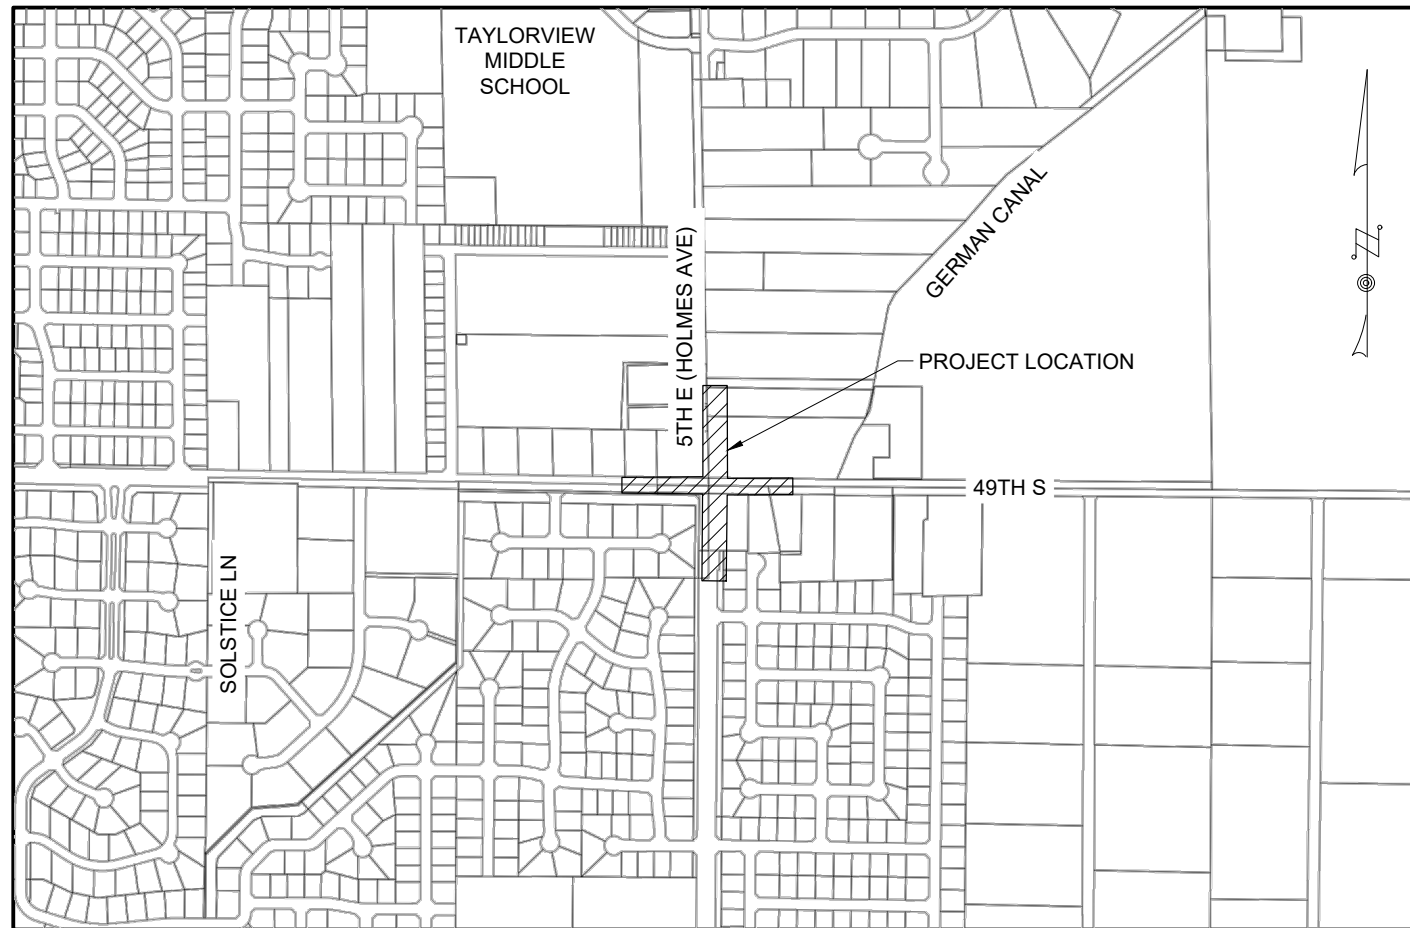 TAYLORVIEW
MIDDLE
SCHOOL
GERMAN CANAL
5TH E (HOLMES AVE)
PROJECT LOCATION
49TH S
SOLSTICE LN